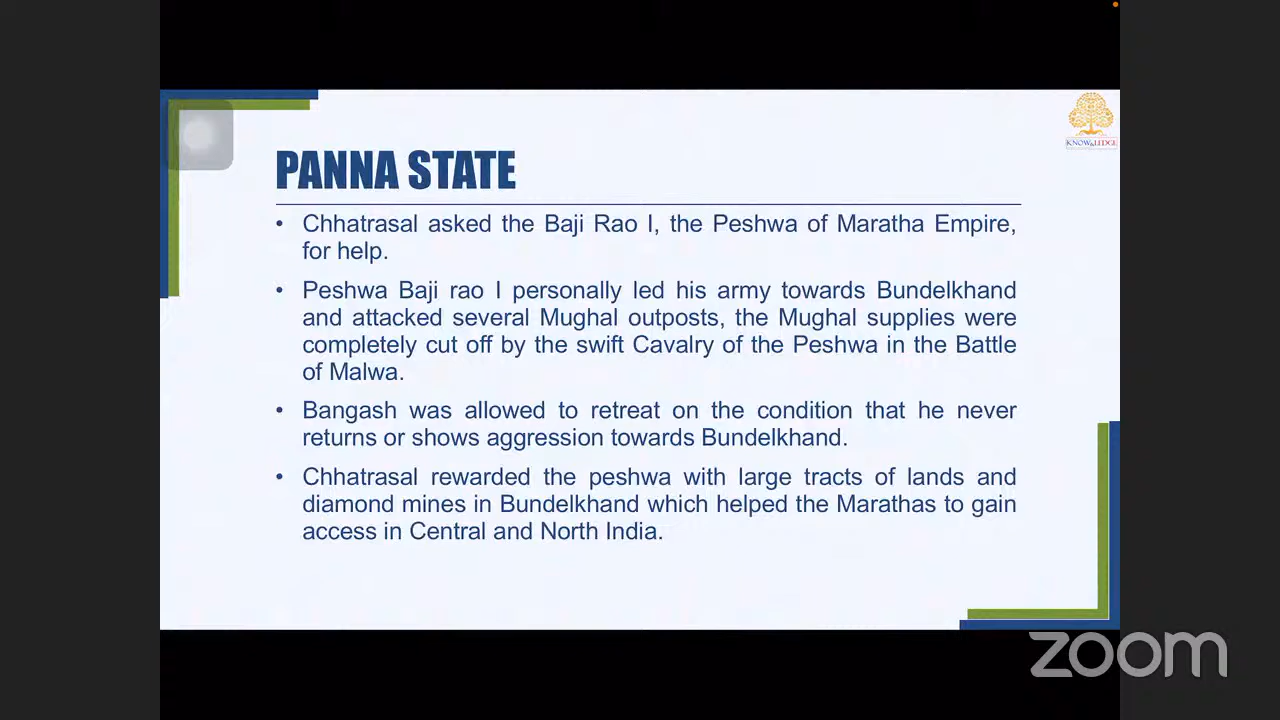 KNOW&LEDGE
PANNA STATE
• Chhatrasal asked the Baji Rao I, the Peshwa of Maratha Empire,
for help.
• Peshwa Baji rao I personally led his army towards Bundelkhand
and attacked several Mughal outposts, the Mughal supplies were
completely cut off by the swift Cavalry of the Peshwa in the Battle
of Malwa.
• Bangash was allowed to retreat on the condition that he never
returns or shows aggression towards Bundelkhand.
• Chhatrasal rewarded the peshwa with large tracts of lands and
diamond mines in Bundelkhand which helped the Marathas to gain
access in Central and North India.
zoom